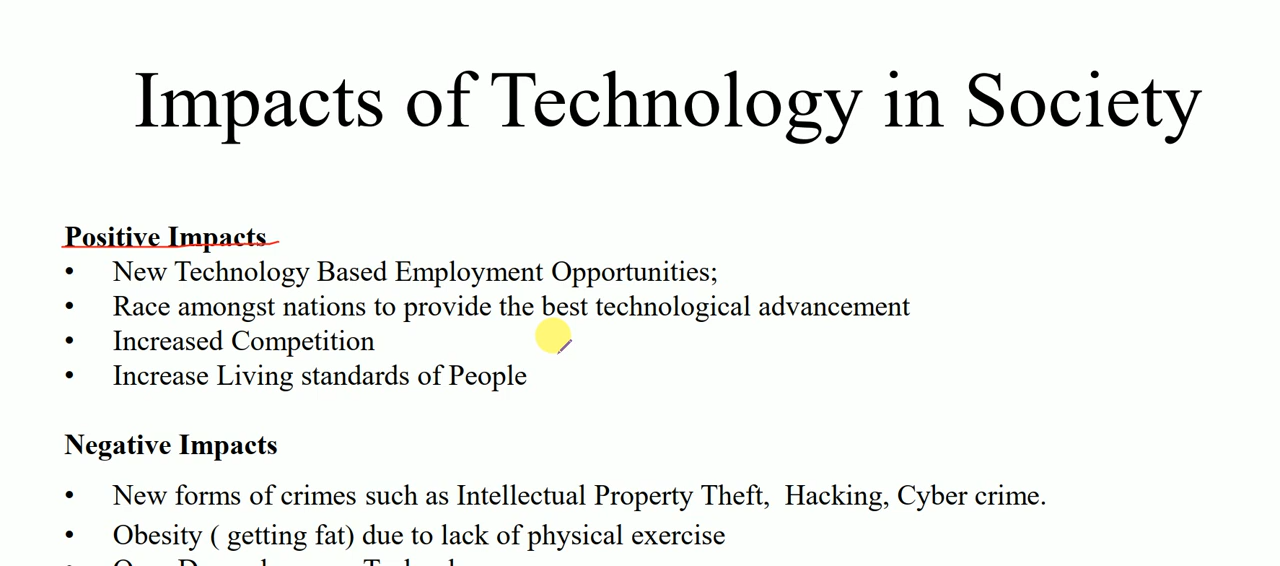 Impacts of Technology in Society
Positive Impacts
• New Technology Based Employment Opportunities;
• Race amongst nations to provide the best technological advancement
• Increased Competition
• Increase Living standards of People
Negative Impacts
• New forms of crimes such as Intellectual Property Theft,  Hacking, Cyber crime.
• Obesity ( getting fat) due to lack of physical exercise